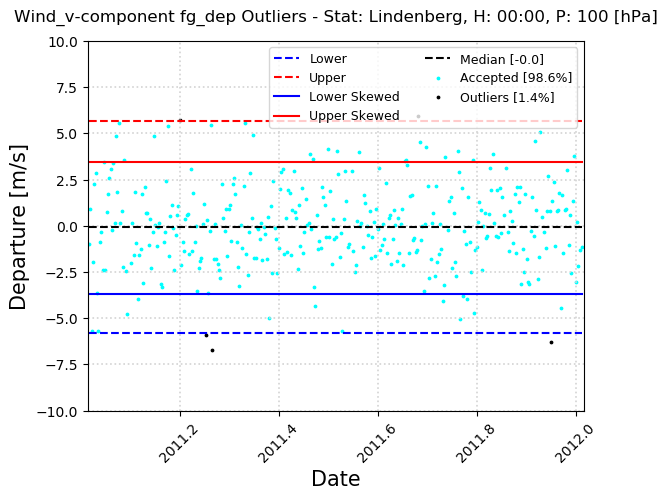 Wind_v-component fg_dep Outliers - Stat: Lindenberg, H: 00:00, P: 100 [hPa]
10.0
7.5
5.0
2.5
0.0
−2.5
−5.0
−7.5
−10.0
Departure [m/s]
Lower
Upper
Lower Skewed
Upper Skewed
Median [-0.0]
Accepted [98.6%]
Outliers [1.4%]
2011.2
2011.4
2011.6
2011.8
2012.0
Date